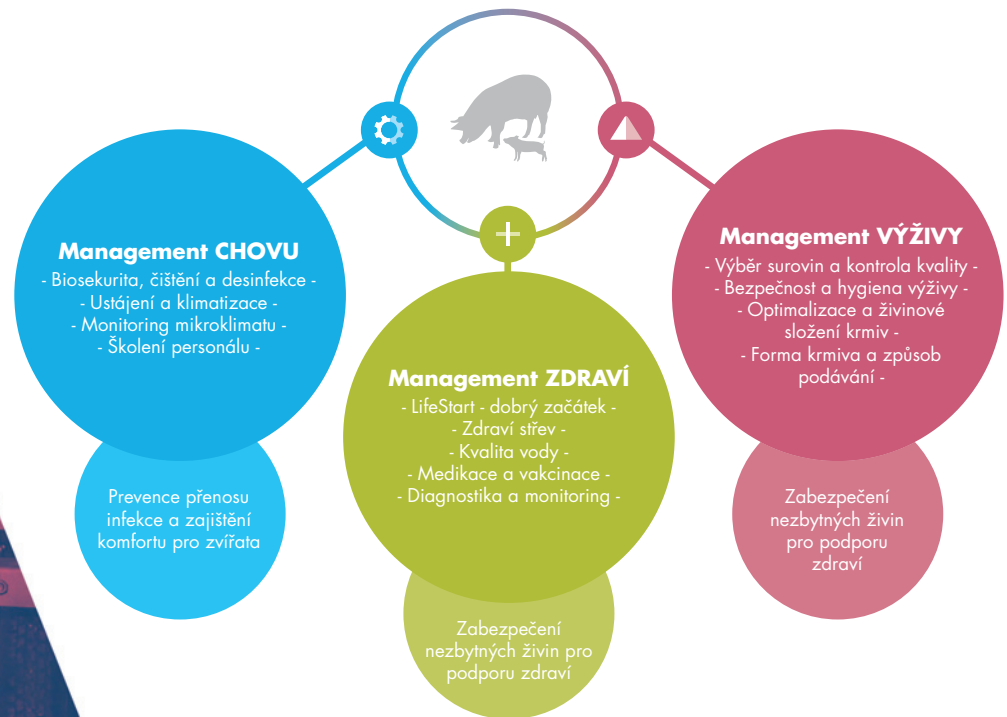 Management CHOVU
- Biosekurita, čištění a desinfekce -
- Ustájení a klimatizace -
- Monitoring mikroklimatu -
- Školení personálu -
Prevence přenosu
infekce a zajištění
komfortu pro zvířata
Management ZDRAVÍ
- LifeStart - dobrý začátek -
- Zdraví střev -
- Kvalita vody -
- Medikace a vakcinace -
- Diagnostika a monitoring -
Zabezpečení
nezbytných živin pro
podporu zdraví
Management VÝŽIVY
- Výběr surovin a kontrola kvality -
- Bezpečnost a hygiena výživy -
- Optimalizace a živinové
složení krmiv -
- Forma krmiva a způsob
podávání -
Zabezpečení
nezbytných živin
pro podporu
zdraví